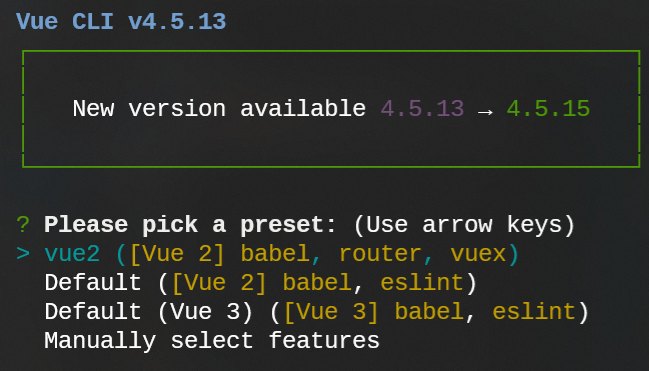 Vue CLI v4.5.13
New version available 4.5.13 → 4.5.15
? Please pick a preset: (Use arrow keys)
> vue2 ([Vue 2] babel, router, vuex)
Default ([Vue 2] babel, eslint)
Default (Vue 3) ([Vue 3] babel, eslint)
Manually select features